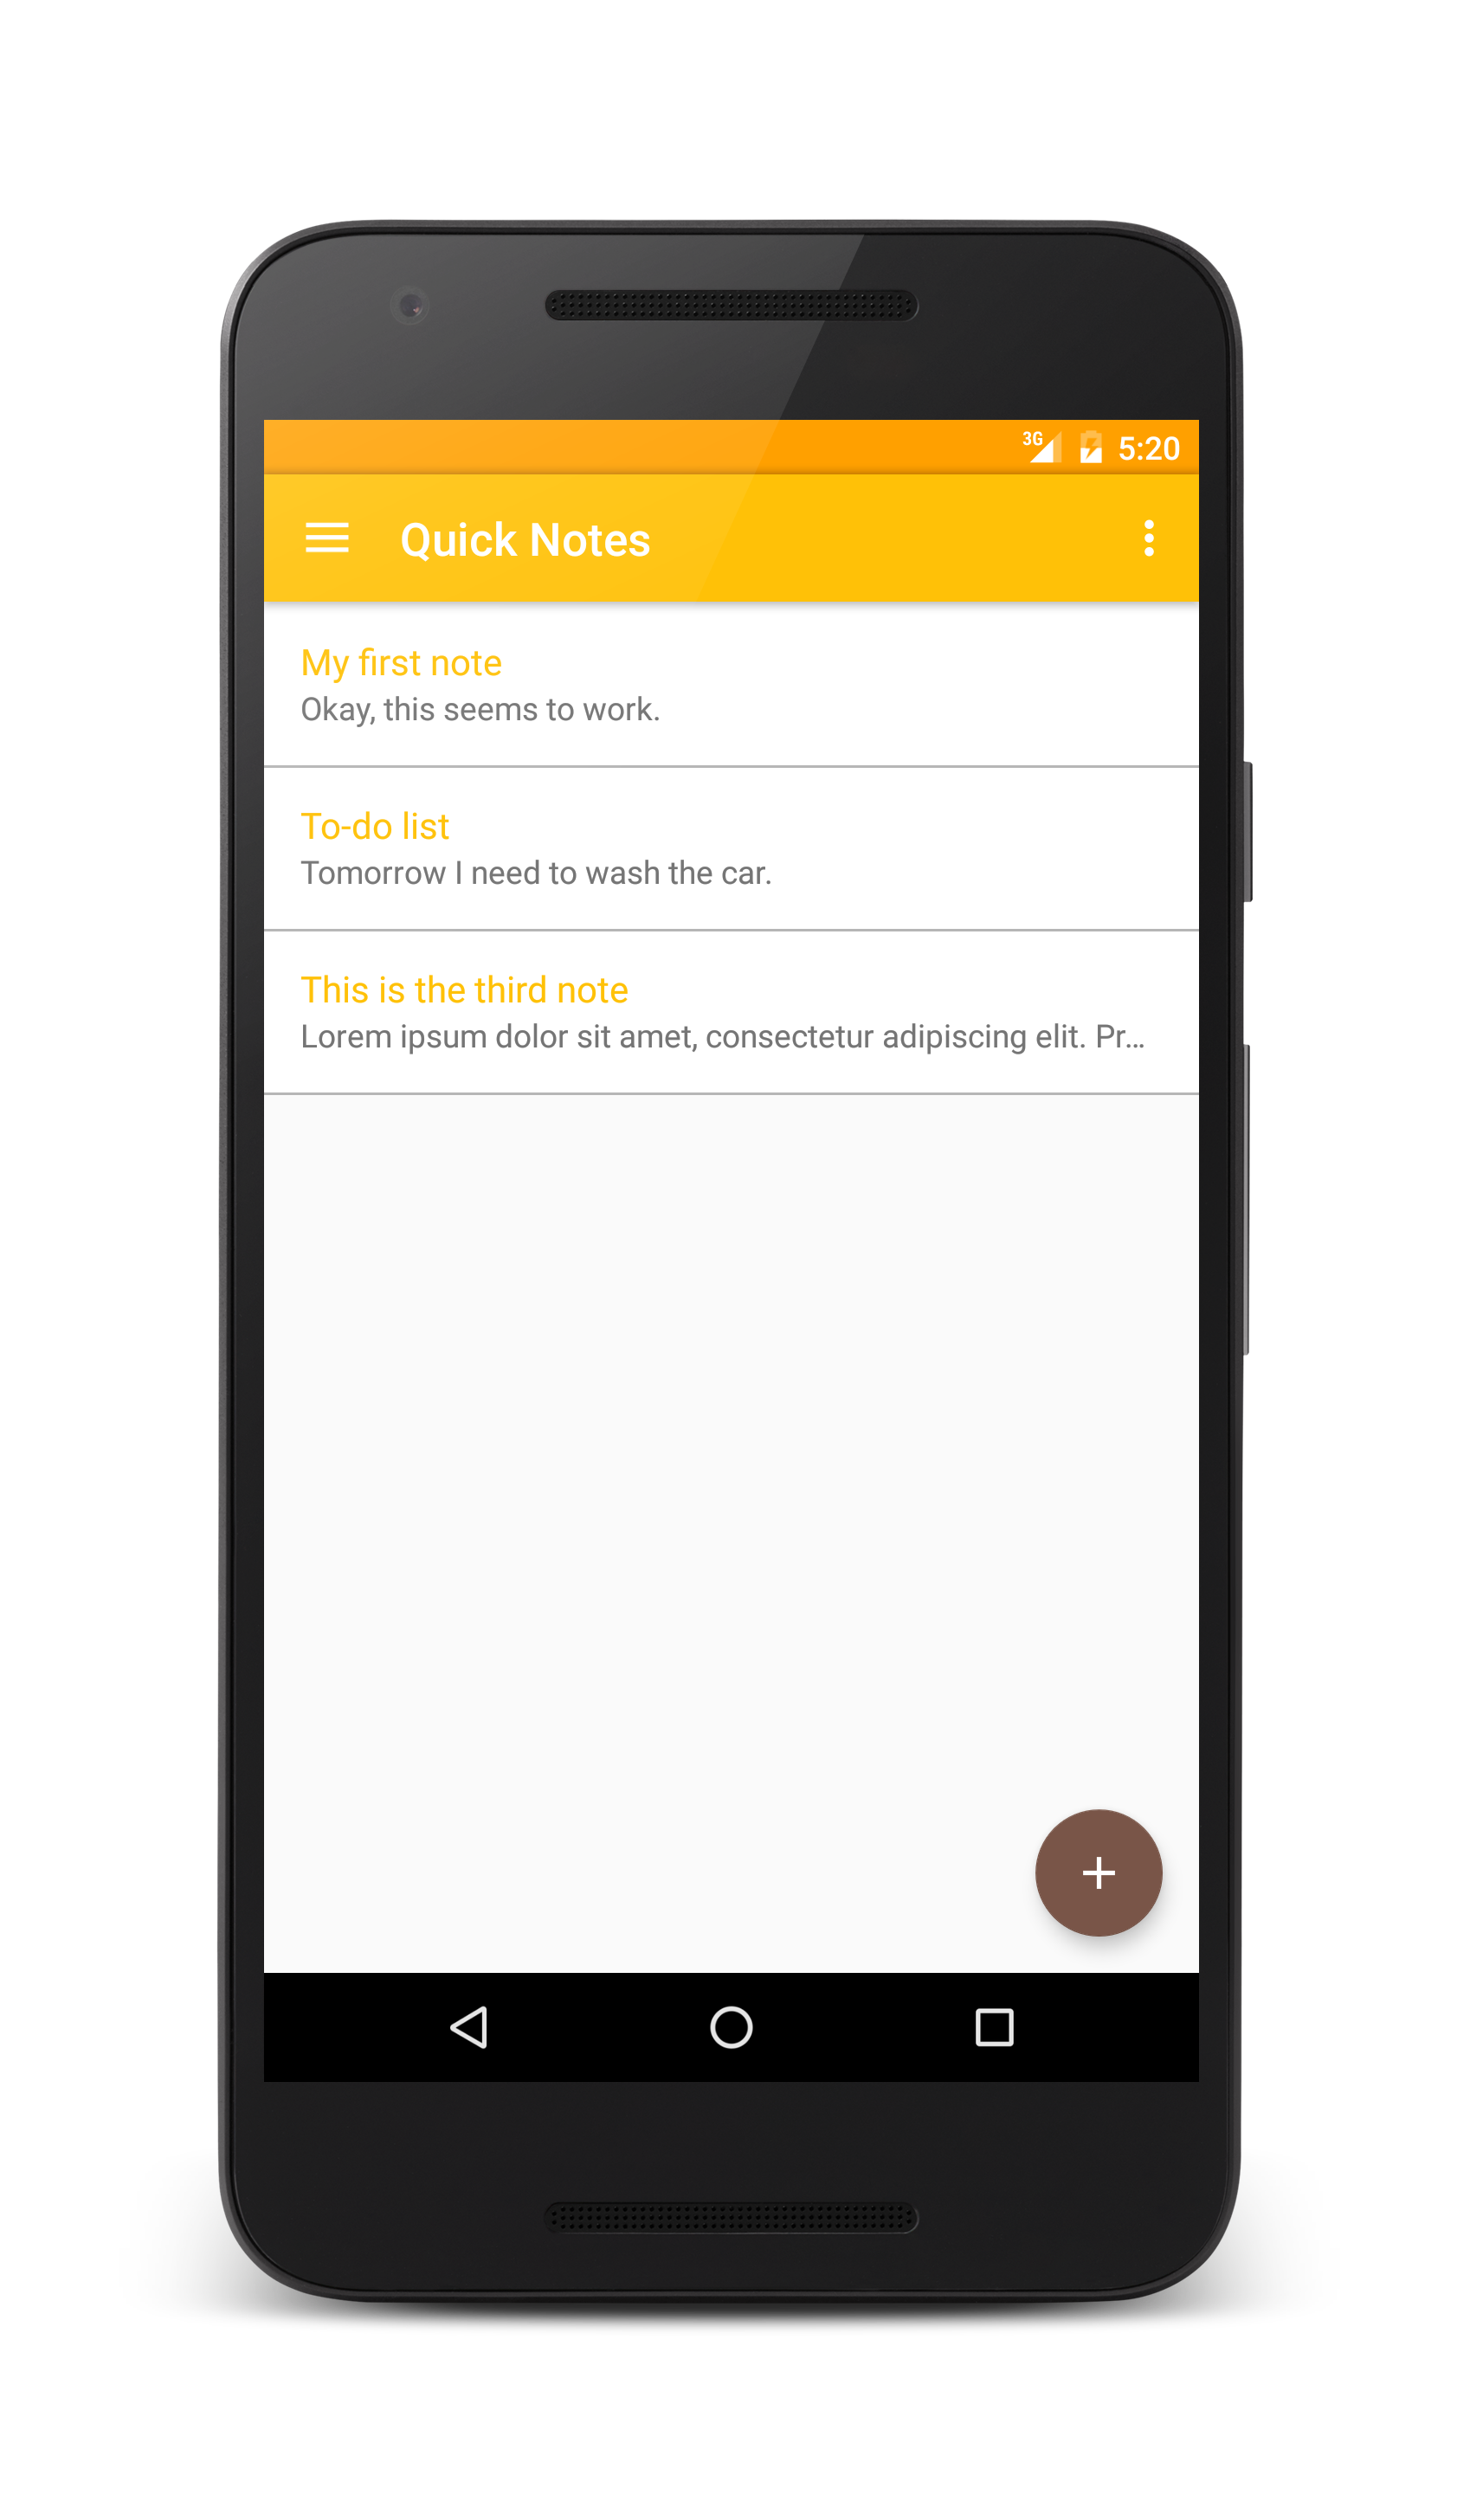 3G 5:20
Quick Notes
My first note
Okay, this seems to work.
To-do list
Tomorrow I need to wash the car.
This is the third note
Lorem ipsum dolor sit amet, consectetur adipiscing elit. Pr...